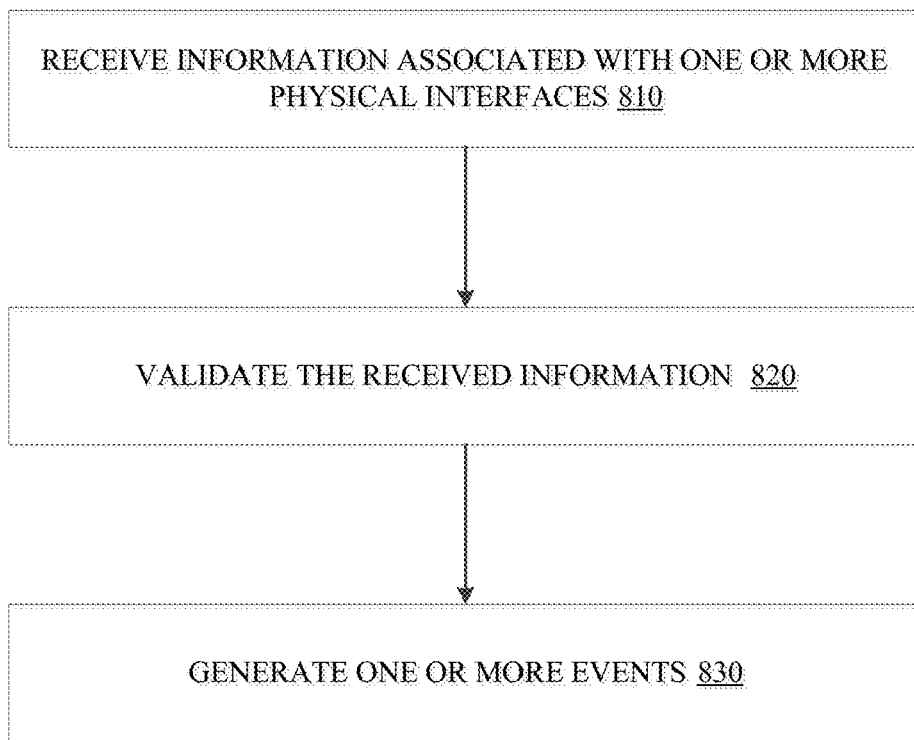 RECEIVE INFORMATION ASSOCIATED WITH ONE OR MORE
PHYSICAL INTERFACES 810
VALIDATE THE RECEIVED INFORMATION 820
GENERATE ONE OR MORE EVENTS 830